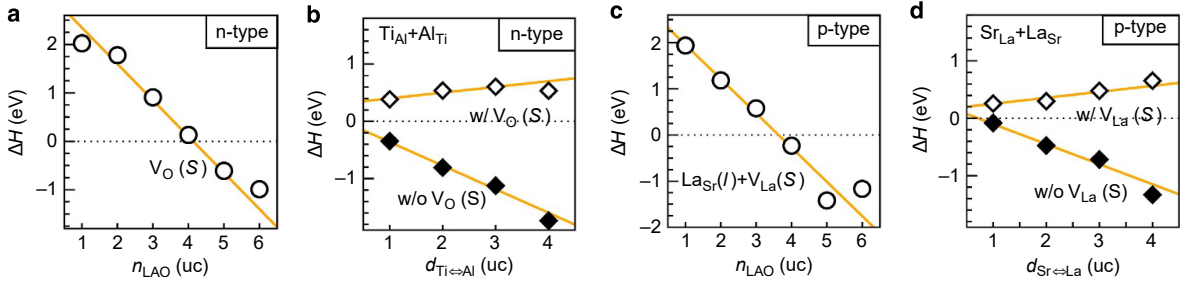 a
n-type
ΔH (eV)
2
1
0
−1
V_O (S)
1 2 3 4 5 6
n_LAO (uc)
b
Ti_Al+Al_Ti
n-type
ΔH (eV)
1
0
−1
w/ V_O (S)
w/o V_O (S)
1 2 3 4
d_Ti⇔Al (uc)
c
p-type
ΔH (eV)
2
1
0
−1
−2
La_Sr(I)+V_La(S)
1 2 3 4 5 6
n_LAO (uc)
d
Sr_La+La_Sr
p-type
ΔH (eV)
1
0
−1
w/ V_La (S)
w/o V_La (S)
1 2 3 4
d_Sr⇔La (uc)